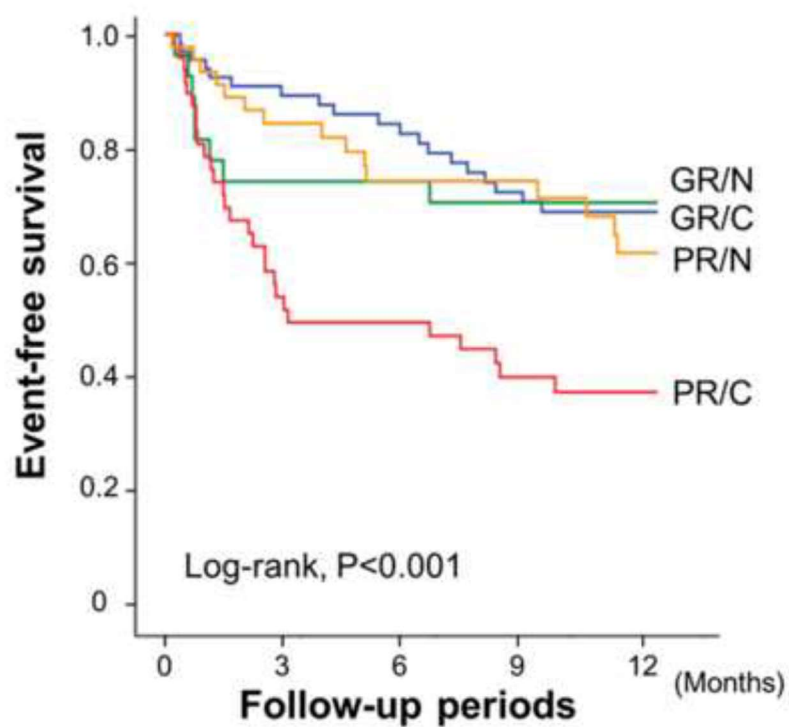 Event-free survival
1.0
0.8
0.6
0.4
0.2
0
GR/N
GR/C
PR/N
PR/C
Log-rank, P<0.001
0 3 6 9 12 (Months)
Follow-up periods